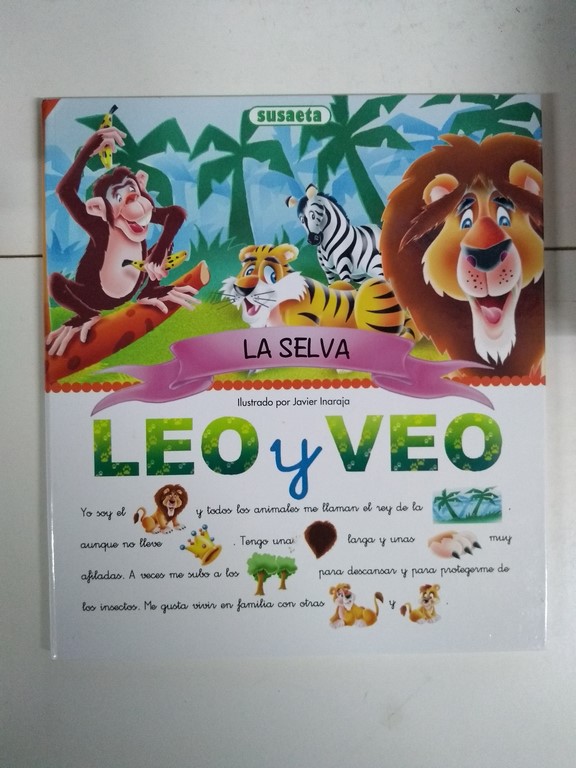 susaeta
LA SELVA
Ilustrado por Javier Inaraja
LEO y VEO
Yo soy el y todos los animales me llaman el rey de la .
aunque no lleve . Tengo una larga y unas muy
afiladas. A veces me subo a los para descansar y para protegerme de
los insectos. Me gusta vivir en familia con otras y .